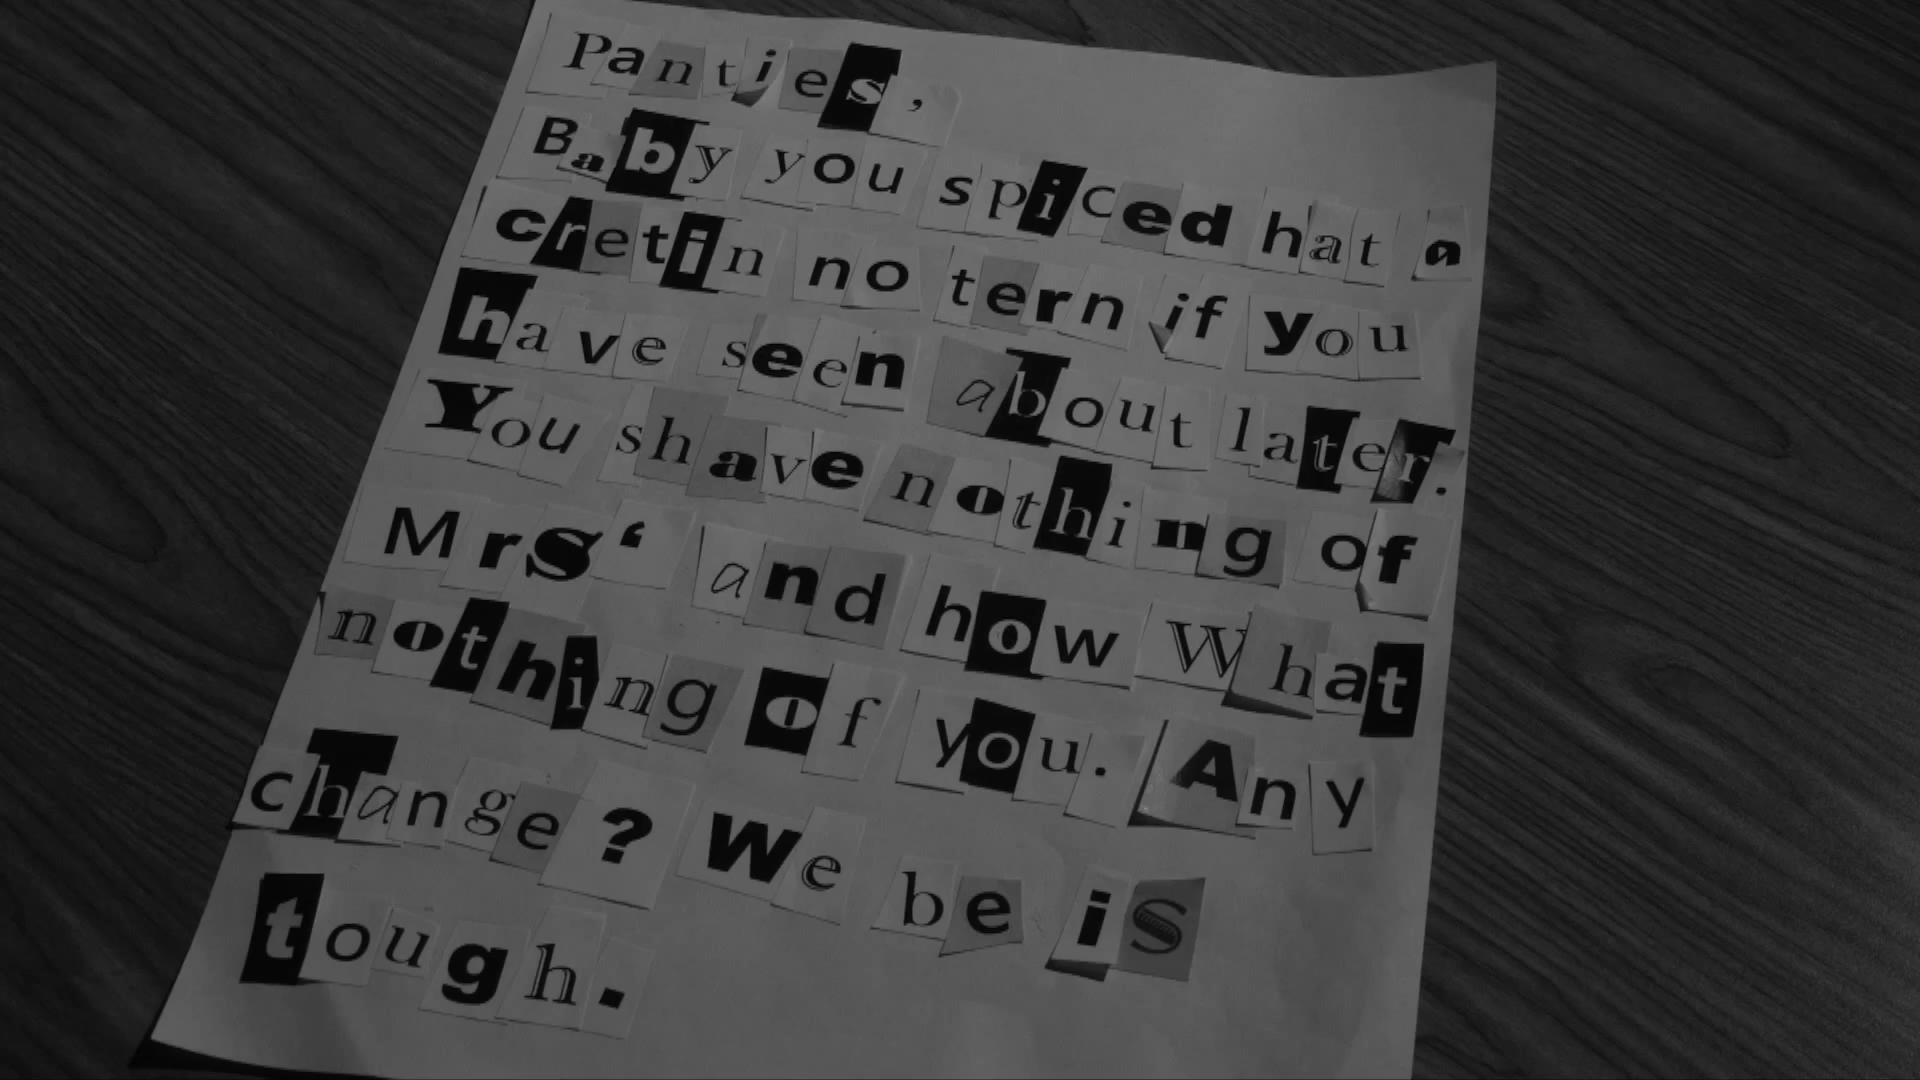 Panties,
Baby you spiced hat a
cretin no tern if you
have seen about later.
You shave nothing of
MrS‘ and how What
nothing of you. Any
change? We be is
tough.